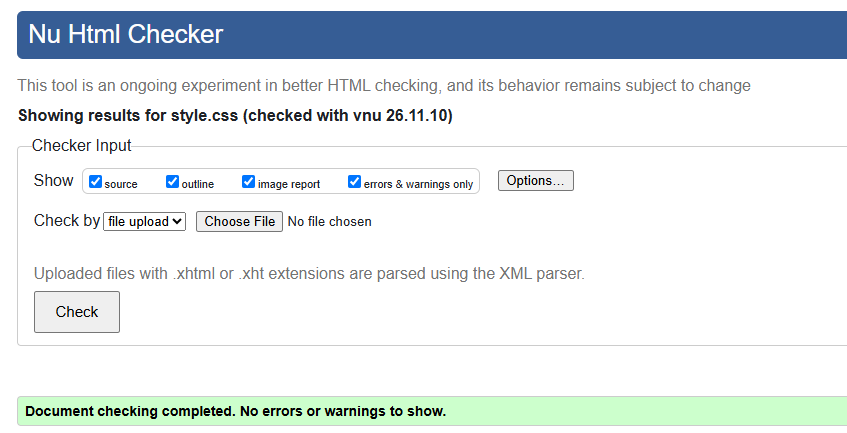 Nu Html Checker
This tool is an ongoing experiment in better HTML checking, and its behavior remains subject to change
Showing results for style.css (checked with vnu 26.11.10)
Checker Input
Show source outline image report errors & warnings only Options...
Check by file upload Choose File No file chosen
Uploaded files with .xhtml or .xht extensions are parsed using the XML parser.
Check
Document checking completed. No errors or warnings to show.